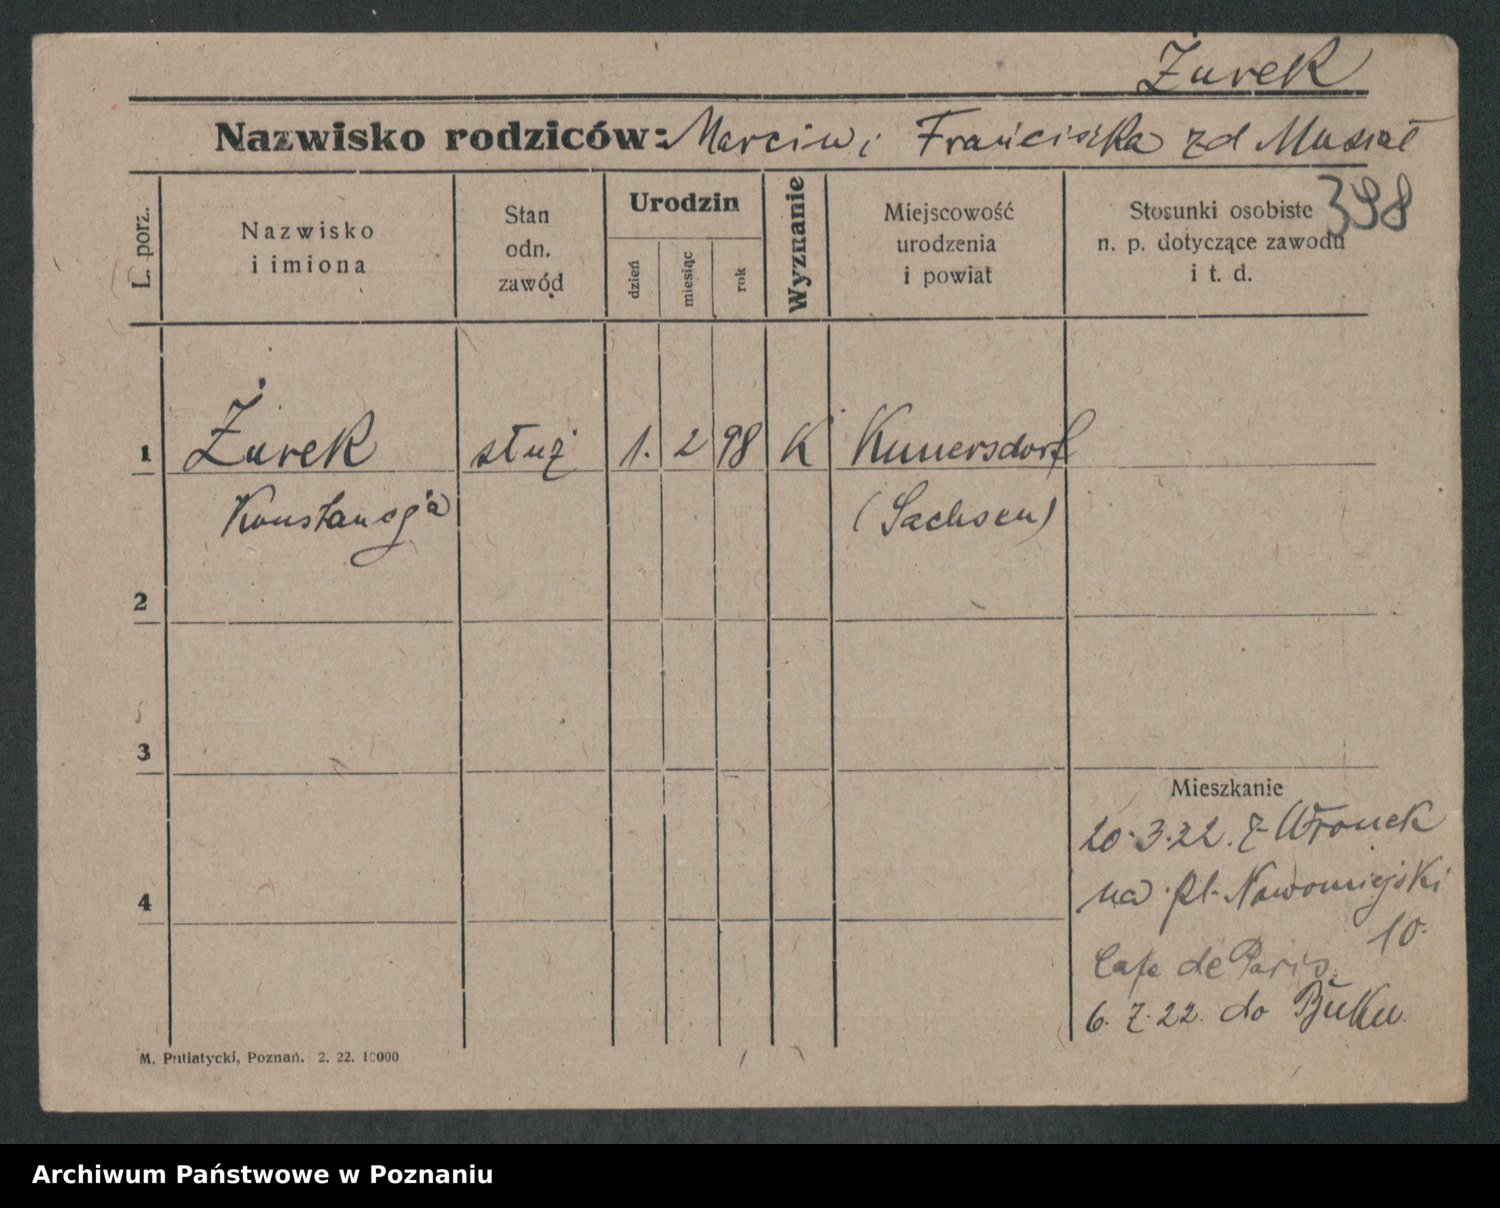 Żurek
Nazwisko rodziców: Marcin i Franciszka zd Musiał
398
L. porz.
Nazwisko
i imiona
Stan
odn.
zawód
Urodzin
dzień
miesiąc
rok
Wyznanie
Miejscowość
urodzenia
i powiat
Stosunki osobiste
n. p. dotyczące zawodu
i t. d.
1 Żurek służ 1. 2 98 K Kunersdorf
Konstancja (Sachsen)
2
3
Mieszkanie
20.3.22. z Wronek
4
na pl. Nowomiejski
10.
Cafe de Paris
6.7.22. do Buku
M. Putiatycki, Poznań. 2. 22. 10000
Archiwum Państwowe w Poznaniu